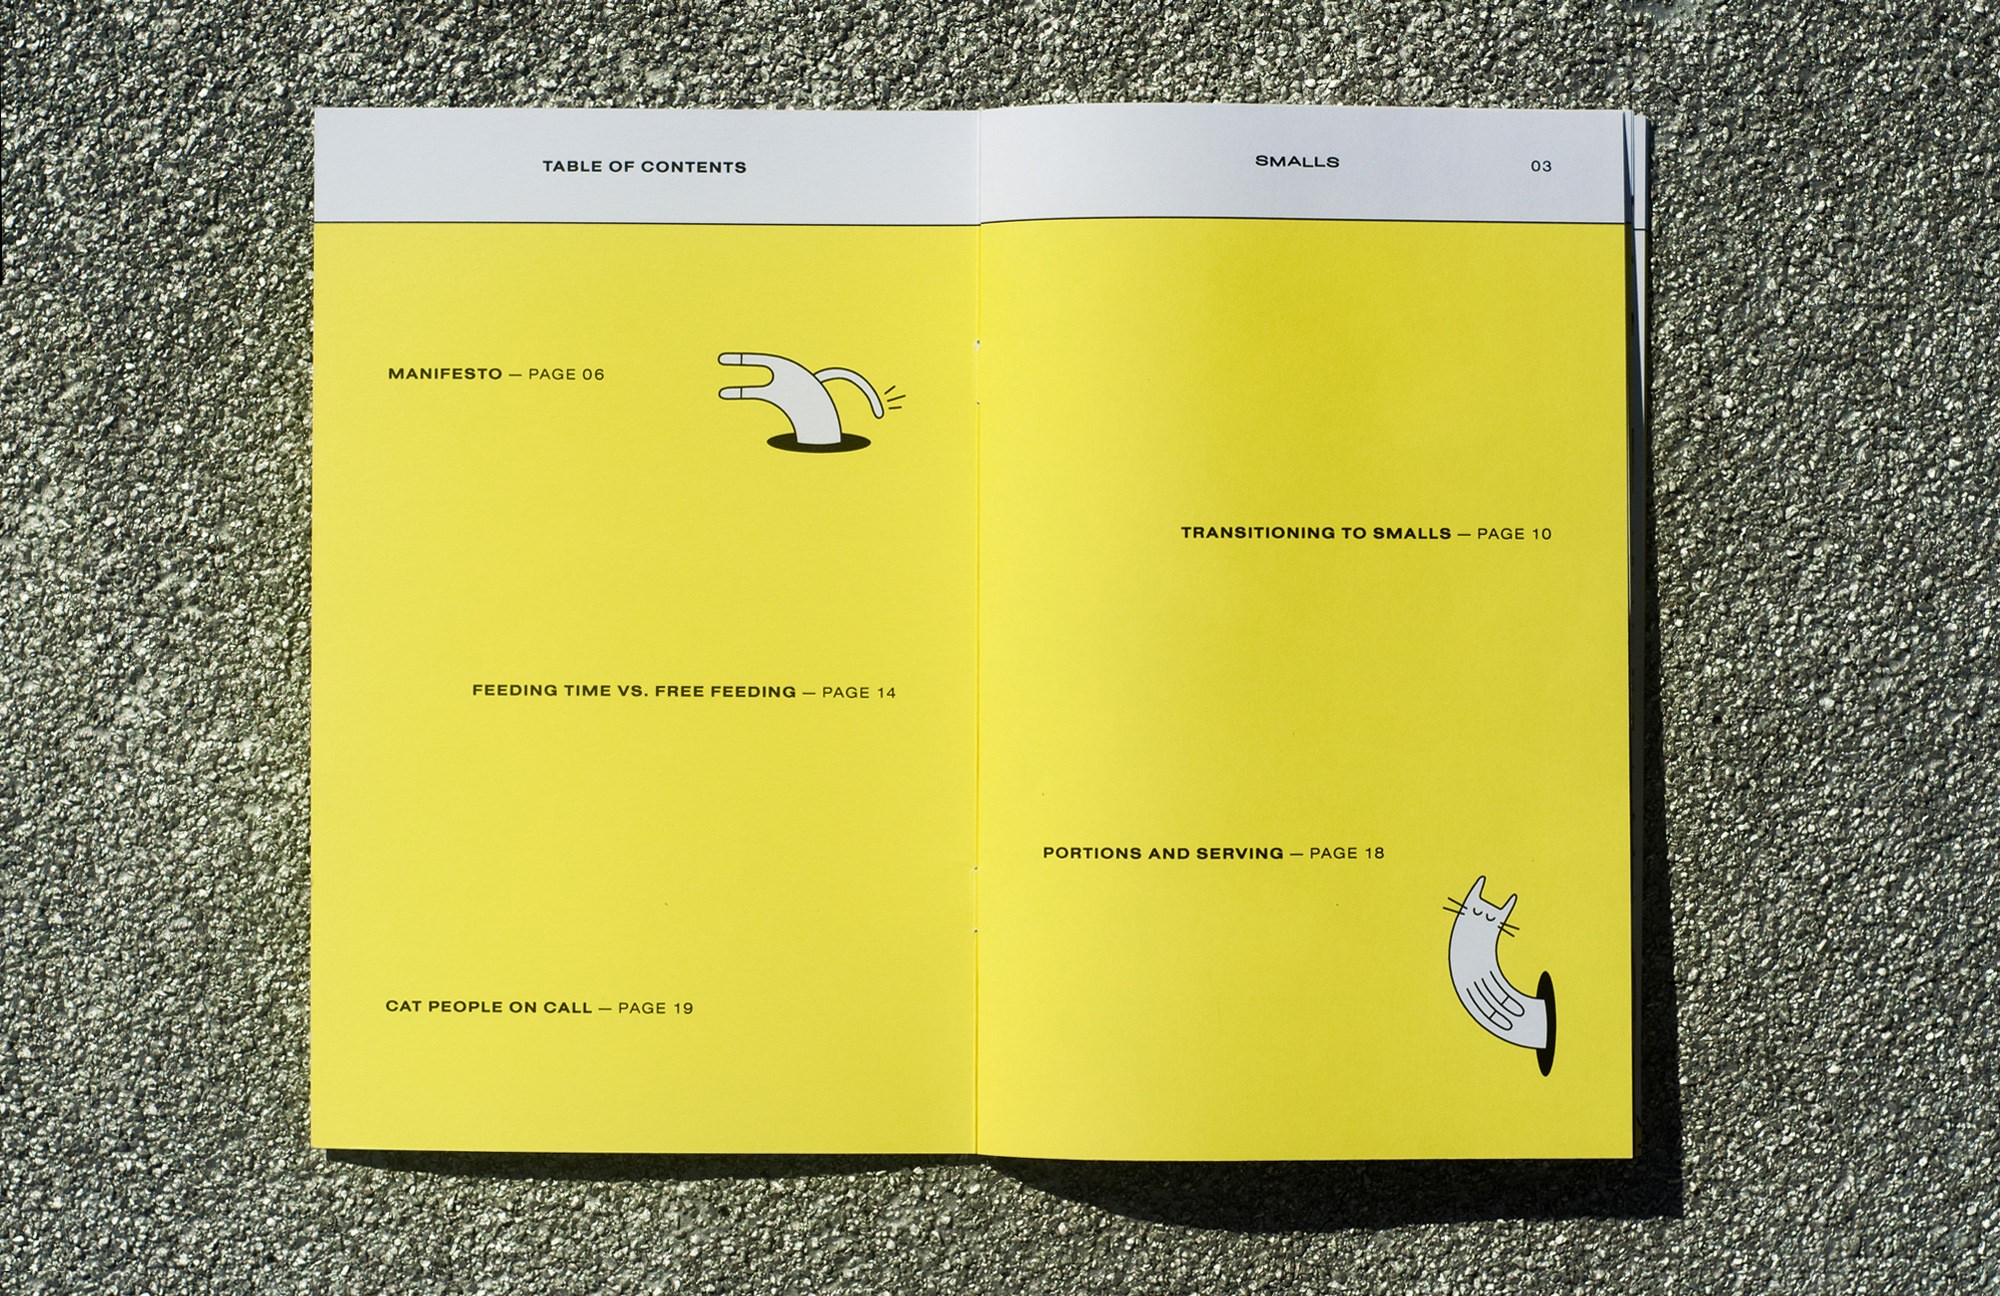 TABLE OF CONTENTS
MANIFESTO — PAGE 06
FEEDING TIME VS. FREE FEEDING — PAGE 14
CAT PEOPLE ON CALL — PAGE 19
SMALLS
03
TRANSITIONING TO SMALLS — PAGE 10
PORTIONS AND SERVING — PAGE 18